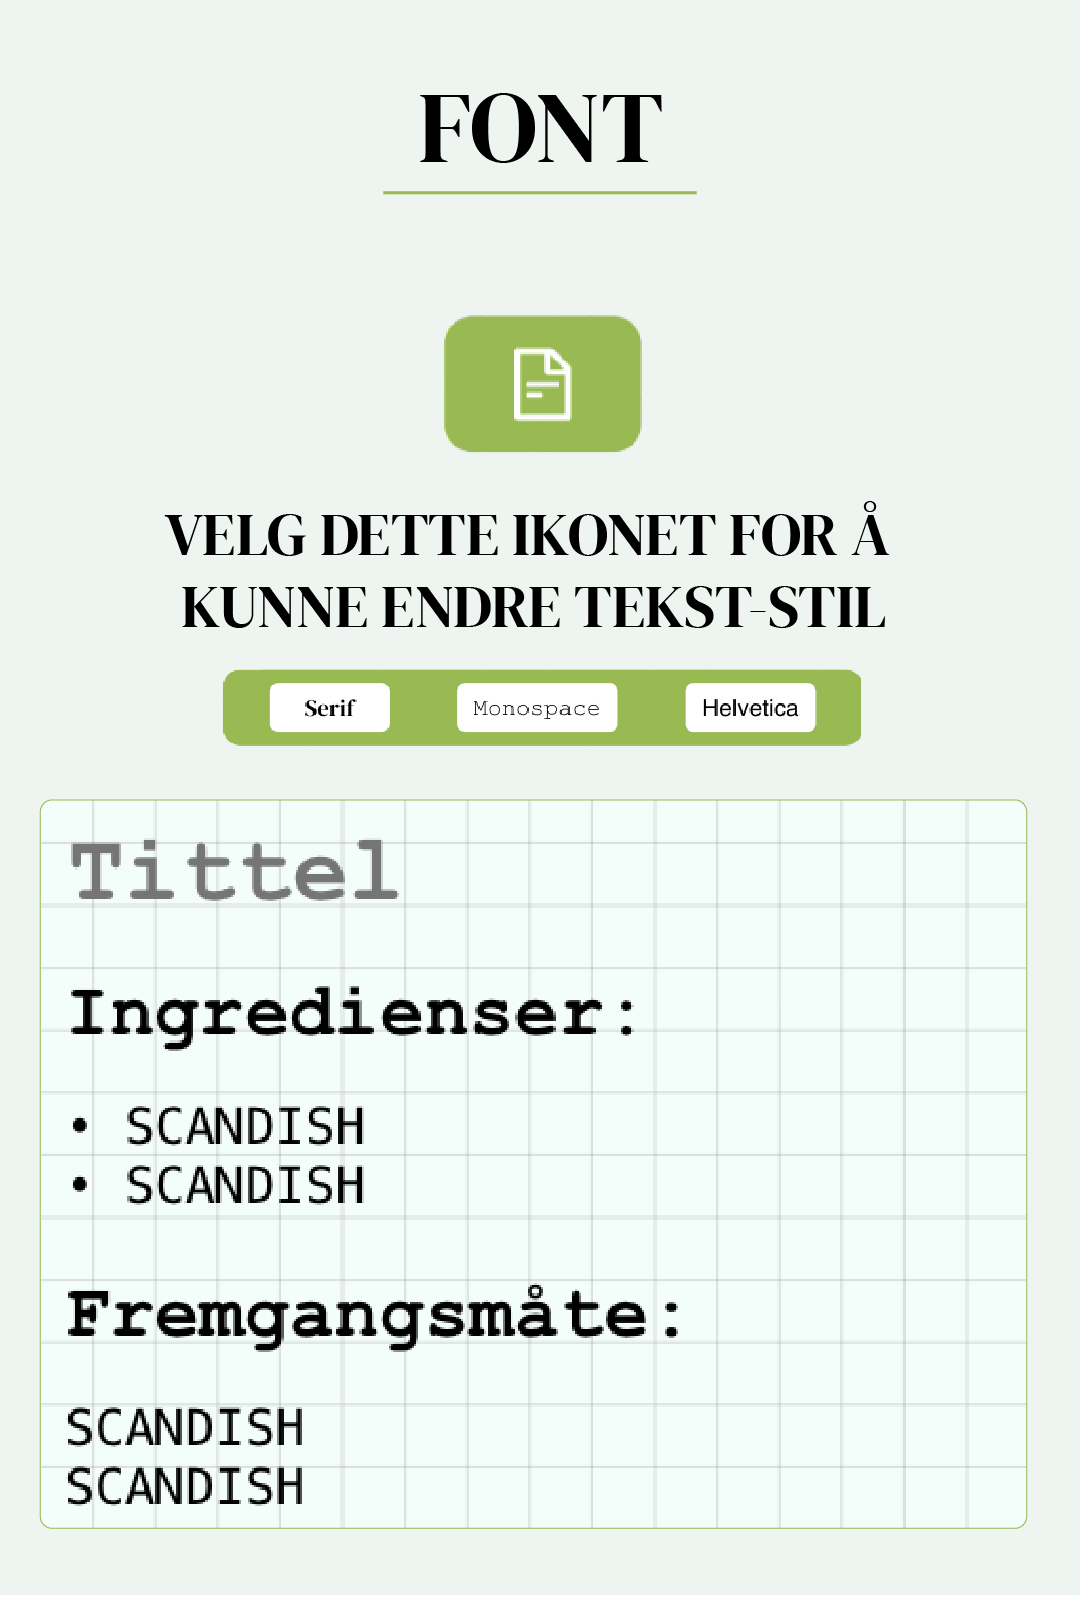 FONT
VELG DETTE IKONET FOR Å
KUNNE ENDRE TEKST-STIL
Serif Monospace Helvetica
Tittel
Ingredienser:
• SCANDISH
• SCANDISH
Fremgangsmåte:
SCANDISH
SCANDISH